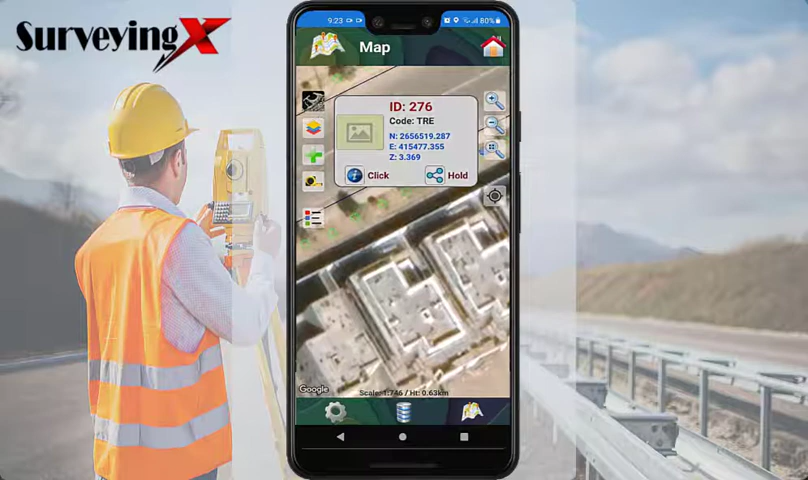 SurveyingX
9:23
80%
Map
ID: 276
Code: TRE
N: 2656519.287
E: 415477.355
Z: 3.369
Click
Hold
Google
Scale: 1:746 / Ht: 0.63km